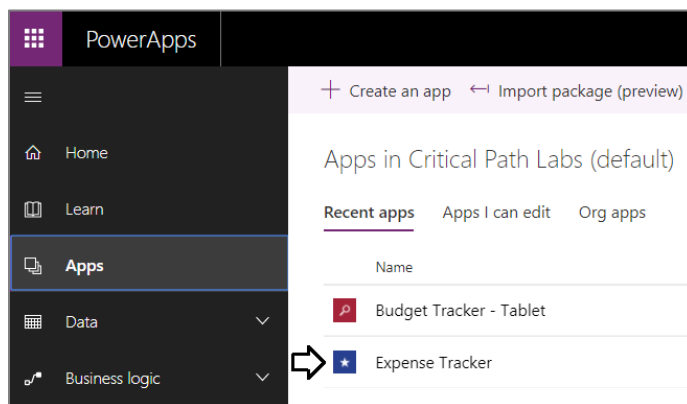 PowerApps
Create an app Import package (preview)
Home
Learn
Apps
Data
Business logic
Apps in Critical Path Labs (default)
Recent apps Apps I can edit Org apps
Name
Budget Tracker - Tablet
Expense Tracker